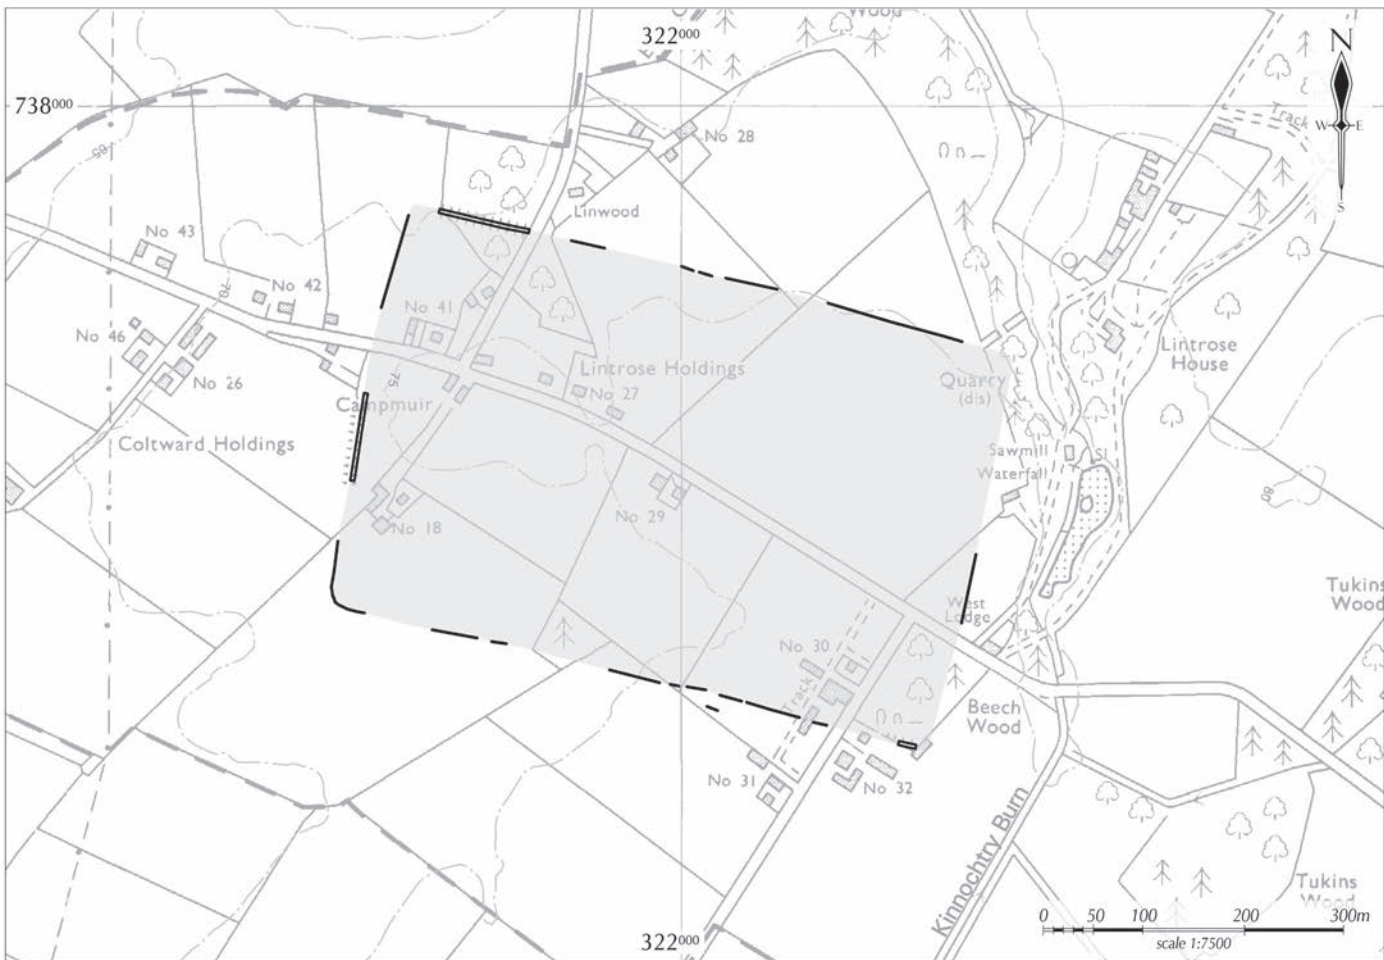 Wood
322000
N
738000
Track
W E
S
65
No 28
Linwood
No 43
70
No 42
No 41
No 46
Lintrose
House
No 26
Lintrose Holdings
Quarry
(dis)
75
No 27
Campmuir
Coltward Holdings
Sawmill
Sl
Waterfall
80
No 29
No 18
Tukins
Wood
West
Lodge
No 30
Track
Beech
Wood
No 31
No 32
Kinnochtry Burn
Tukins
Wood
322000
0 50 100 200 300m
scale 1:7500